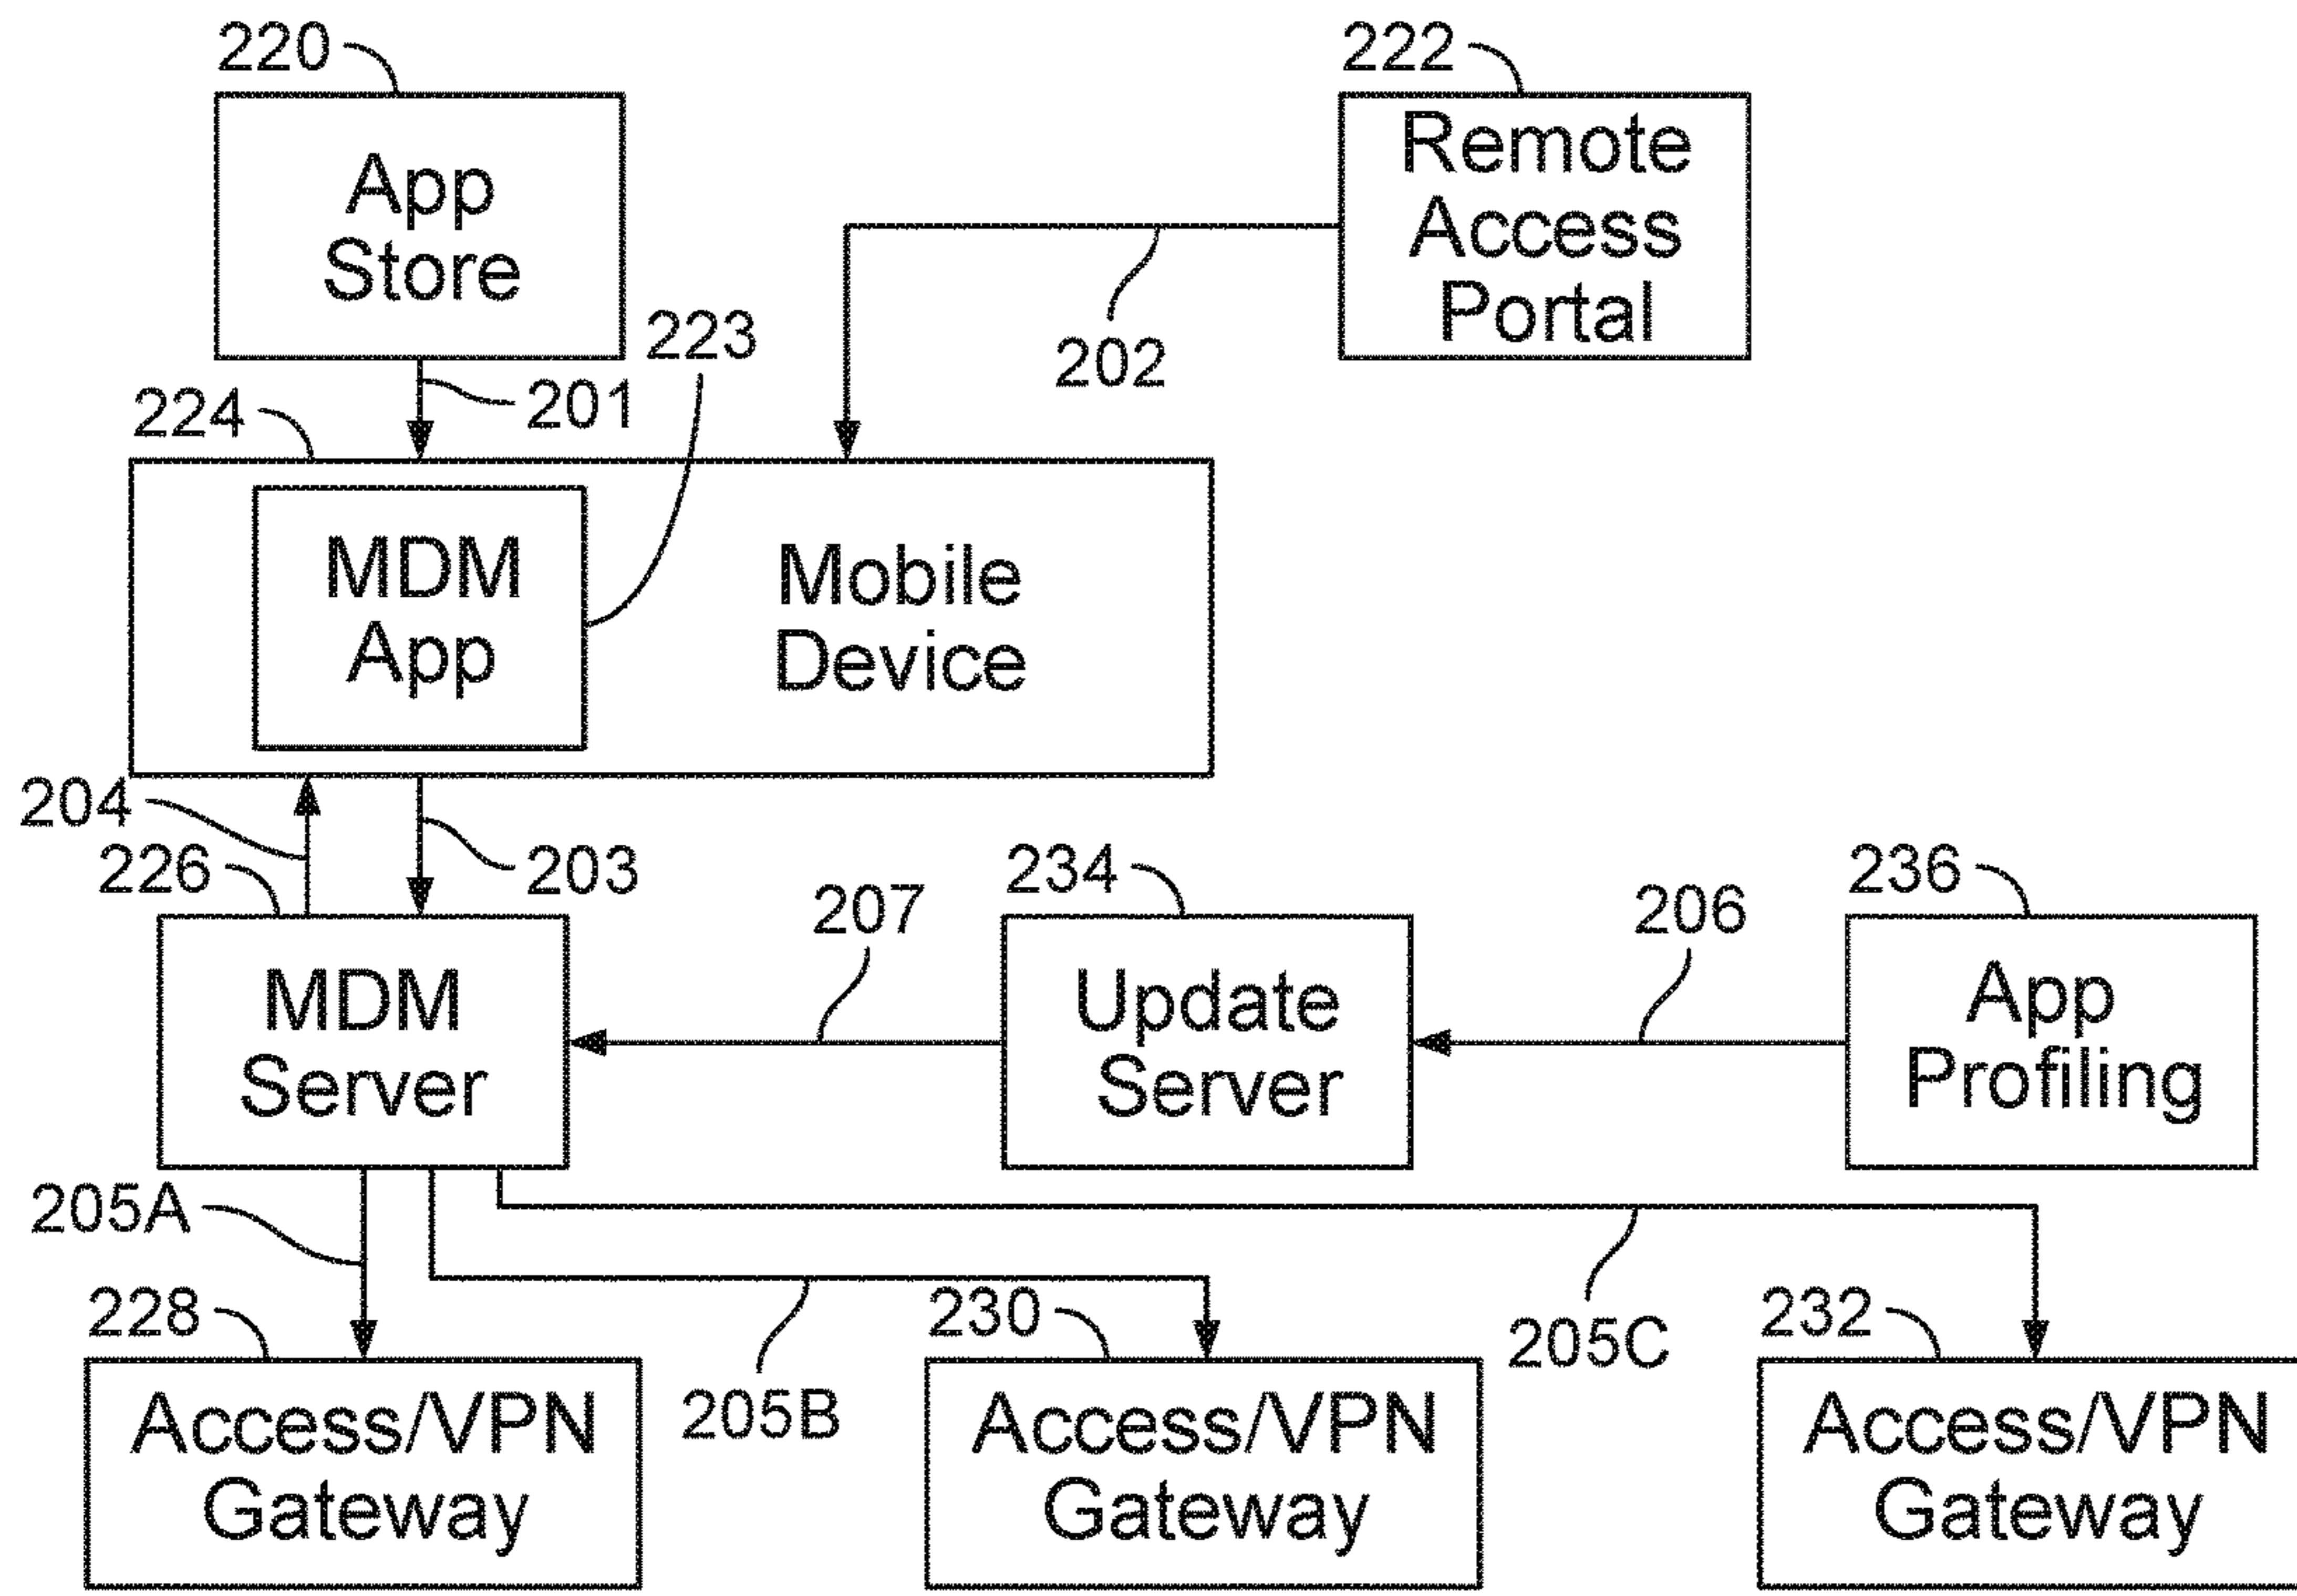 220
222
App
Store
Remote
Access
Portal
223
202
224
201
MDM
App
Mobile
Device
204
226
203
234
236
207
206
MDM
Server
Update
Server
App
Profiling
205A
228
230
205C
232
205B
Access/VPN
Gateway
Access/VPN
Gateway
Access/VPN
Gateway